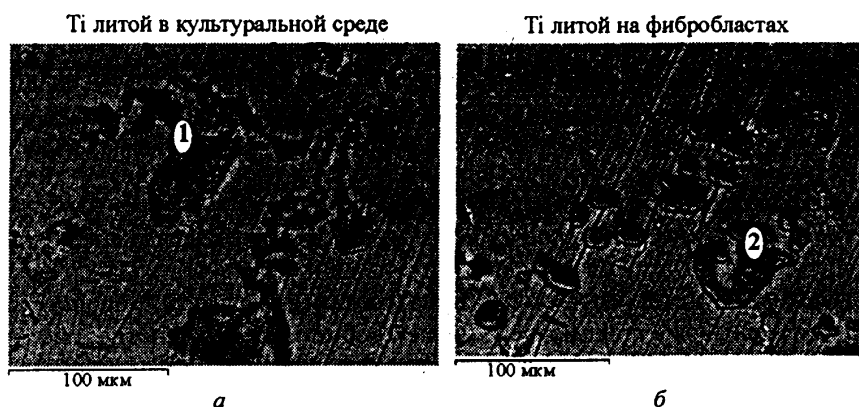 Ti литой в культуральной среде
Ti литой на фибробластах
1
2
100 мкм
100 мкм
а
б